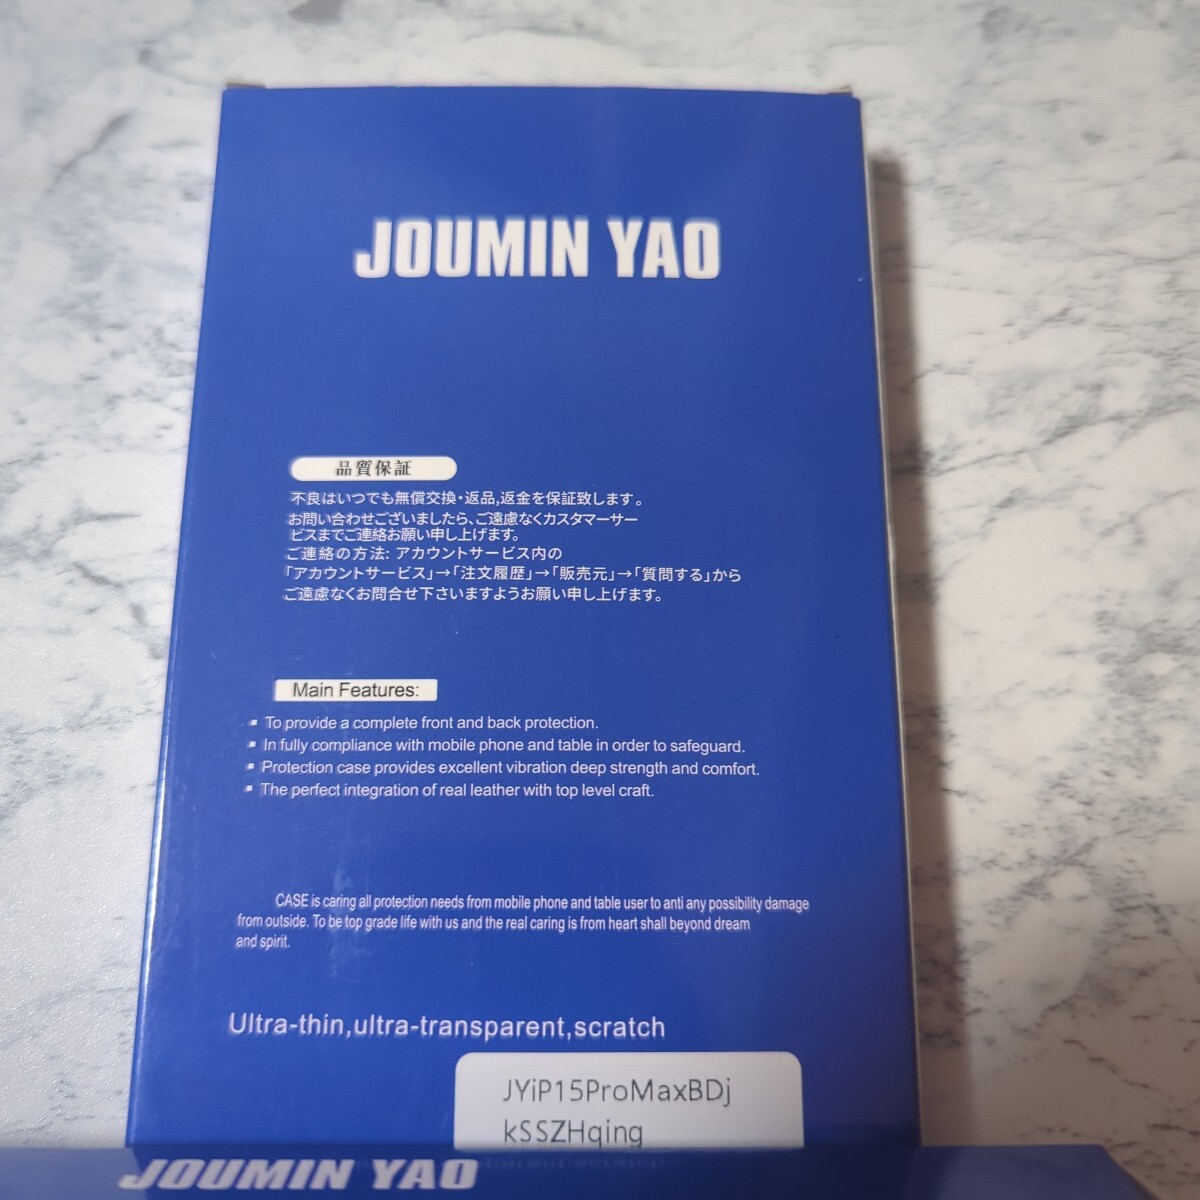 JOUMIN YAO
品質保証
不良はいつでも無償交換・返品,返金を保証致します。
お問い合わせございましたら、ご遠慮なくカスタマーサー
ビスまでご連絡お願い申し上げます。
ご連絡の方法: アカウントサービス内の
「アカウントサービス」→「注文履歴」→「販売元」→「質問する」から
ご遠慮なくお問合せ下さいますようお願い申し上げます。
Main Features:
▪ To provide a complete front and back protection.
▪ In fully compliance with mobile phone and table in order to safeguard.
▪ Protection case provides excellent vibration deep strength and comfort.
▪ The perfect integration of real leather with top level craft.
CASE is caring all protection needs from mobile phone and table user to anti any possibility damage
from outside. To be top grade life with us and the real caring is from heart shall beyond dream
and spirit.
Ultra-thin,ultra-transparent,scratch
JYiP15ProMaxBDj
kSSZHqing
JOUMIN YAO